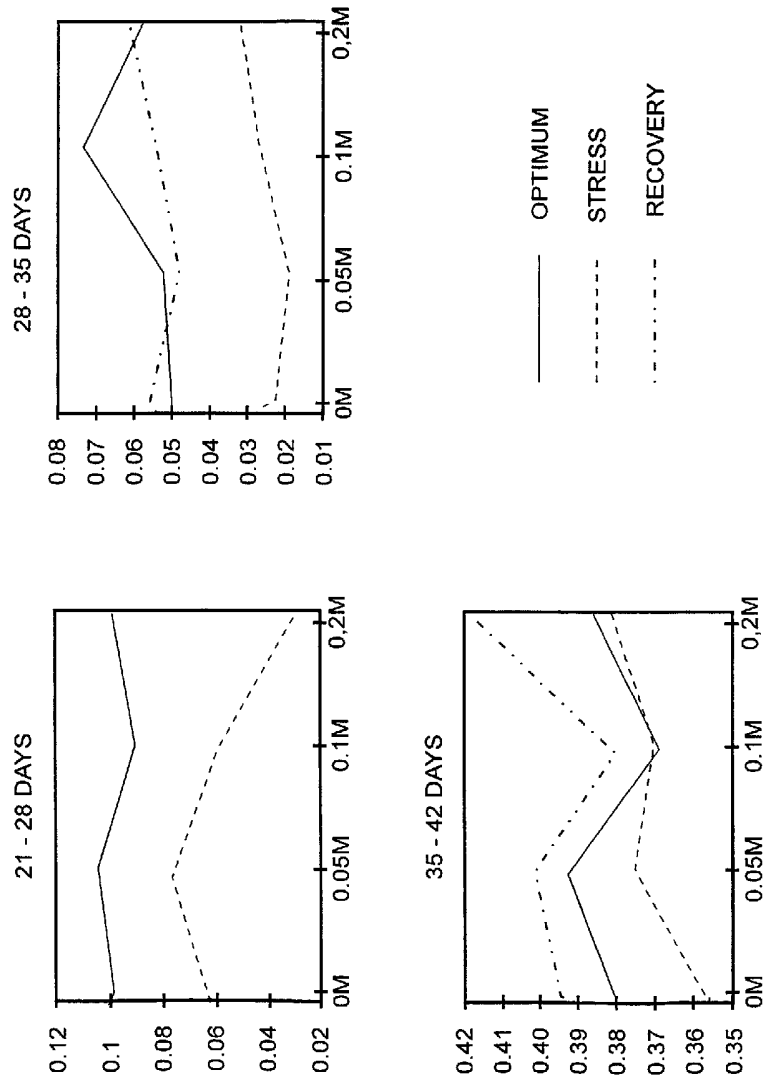 21 - 28 DAYS
0.12
0.1
0.08
0.06
0.04
0.02
0M
0.05M
0.1M
0,2M
28 - 35 DAYS
0.08
0.07
0.06
0.05
0.04
0.03
0.02
0.01
0M
0.05M
0.1M
0,2M
35 - 42 DAYS
0.42
0.41
0.40
0.39
0.38
0.37
0.36
0.35
0M
0.05M
0.1M
0,2M
OPTIMUM
STRESS
RECOVERY